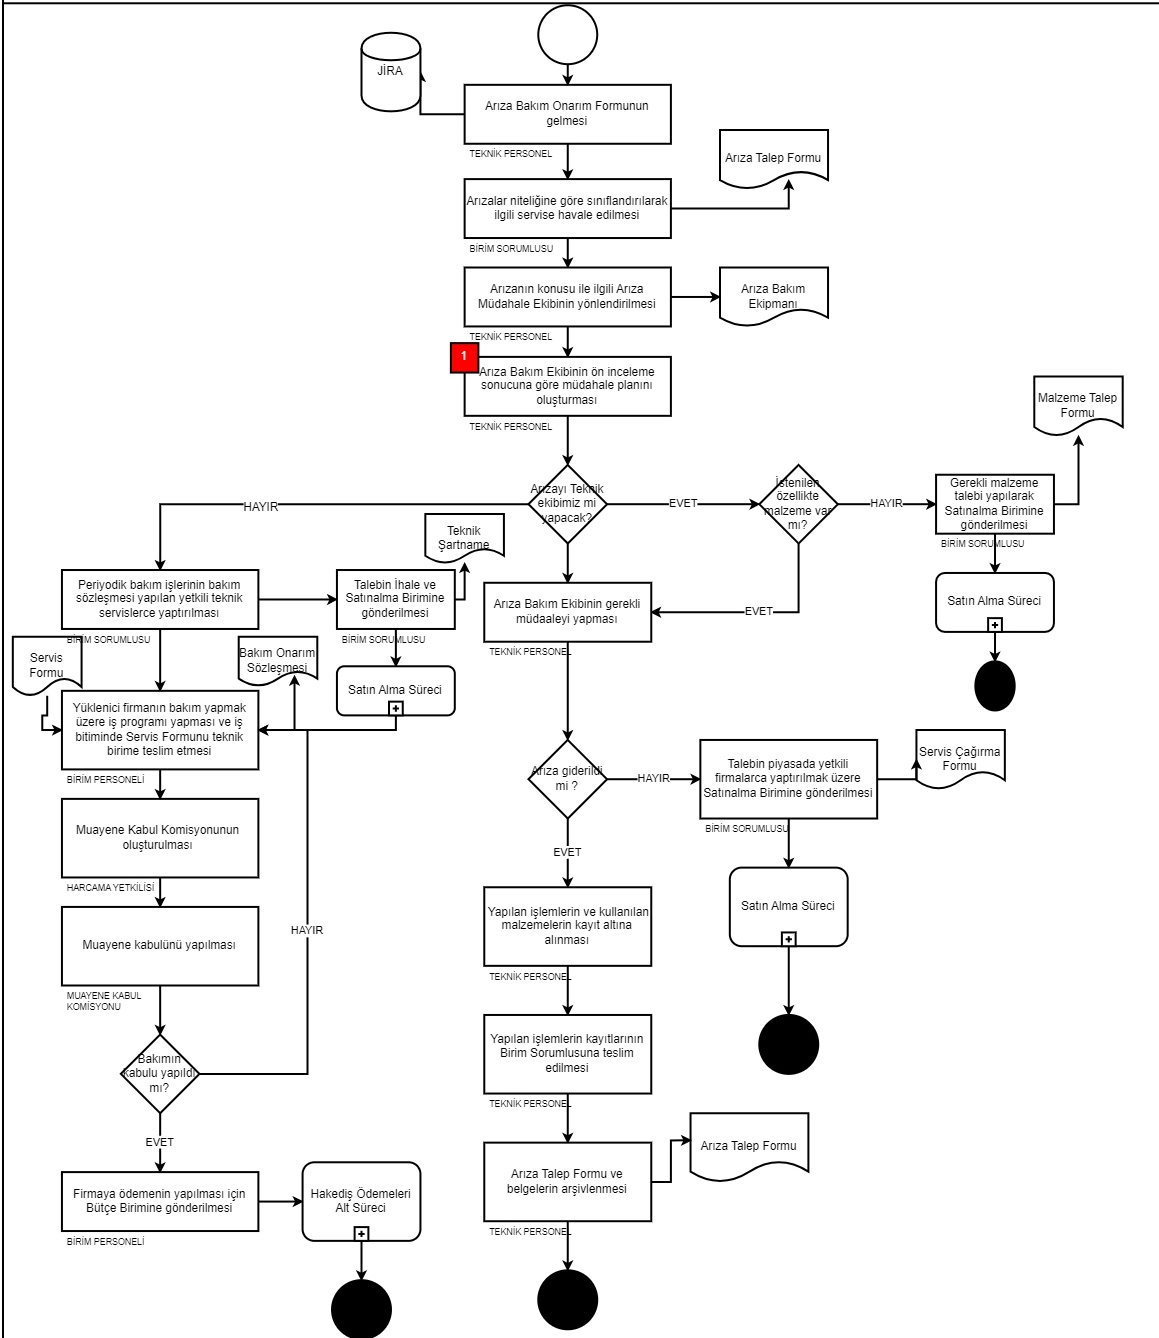 JİRA
Arıza Bakım Onarım Formunun
gelmesi
TEKNİK PERSONEL
Arıza Talep Formu
Arızalar niteliğine göre sınıflandırılarak
ilgili servise havale edilmesi
BİRİM SORUMLUSU
Arızanın konusu ile ilgili Arıza
Müdahale Ekibinin yönlendirilmesi
Arıza Bakım
Ekipmanı
TEKNİK PERSONEL
1
Arıza Bakım Ekibinin ön inceleme
sonucuna göre müdahale planını
oluşturması
TEKNİK PERSONEL
Malzeme Talep
Formu
Arızayı Teknik
ekibimiz mi
yapacak?
HAYIR
EVET
İstenilen
özellikte
malzeme var
mı?
HAYIR
Gerekli malzeme
talebi yapılarak
Satınalma Birimine
gönderilmesi
BİRİM SORUMLUSU
Teknik
Şartname
Periyodik bakım işlerinin bakım
sözleşmesi yapılan yetkili teknik
servislerce yaptırılması
BİRİM SORUMLUSU
Talebin İhale ve
Satınalma Birimine
gönderilmesi
BİRİM SORUMLUSU
Arıza Bakım Ekibinin gerekli
müdaaleyi yapması
TEKNİK PERSONEL
EVET
Satın Alma Süreci
Servis
Formu
Bakım Onarım
Sözleşmesi
Satın Alma Süreci
Yüklenici firmanın bakım yapmak
üzere iş programı yapması ve iş
bitiminde Servis Formunu teknik
birime teslim etmesi
BİRİM PERSONELİ
Arıza giderildi
mi ?
HAYIR
Talebin piyasada yetkili
firmalarca yaptırılmak üzere
Satınalma Birimine gönderilmesi
BİRİM SORUMLUSU
Servis Çağırma
Formu
Muayene Kabul Komisyonunun
oluşturulması
HARCAMA YETKİLİSİ
EVET
Satın Alma Süreci
Muayene kabulünü yapılması
MUAYENE KABUL
KOMİSYONU
HAYIR
Yapılan işlemlerin ve kullanılan
malzemelerin kayıt altına
alınması
TEKNİK PERSONEL
Bakımın
kabulu yapıldı
mı?
Yapılan işlemlerin kayıtlarının
Birim Sorumlusuna teslim
edilmesi
TEKNİK PERSONEL
EVET
Firmaya ödemenin yapılması için
Bütçe Birimine gönderilmesi
BİRİM PERSONELİ
Hakediş Ödemeleri
Alt Süreci
Arıza Talep Formu ve
belgelerin arşivlenmesi
TEKNİK PERSONEL
Arıza Talep Formu